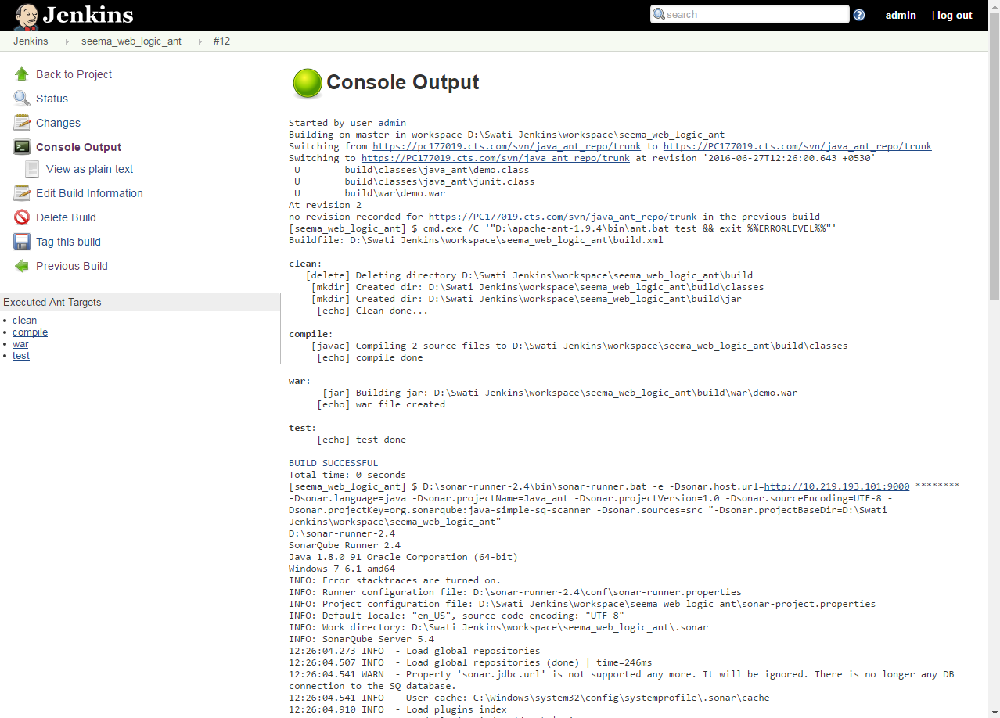 Jenkins
search
admin
| log out
Jenkins
seema_web_logic_ant
#12
Back to Project
Status
Changes
Console Output
View as plain text
Edit Build Information
Delete Build
Tag this build
Previous Build
Executed Ant Targets
• clean
• compile
• war
• test
Console Output
Started by user admin
Building on master in workspace D:\Swati Jenkins\workspace\seema_web_logic_ant
Switching from https://pc177019.cts.com/svn/java_ant_repo/trunk to https://PC177019.cts.com/svn/java_ant_repo/trunk
Switching to https://PC177019.cts.com/svn/java_ant_repo/trunk at revision '2016-06-27T12:26:00.643 +0530'
U        build\classes\java_ant\demo.class
U        build\classes\java_ant\junit.class
U        build\war\demo.war
At revision 2
no revision recorded for https://PC177019.cts.com/svn/java_ant_repo/trunk in the previous build
[seema_web_logic_ant] $ cmd.exe /C '"D:\apache-ant-1.9.4\bin\ant.bat test && exit %%ERRORLEVEL%%"'
Buildfile: D:\Swati Jenkins\workspace\seema_web_logic_ant\build.xml
clean:
[delete] Deleting directory D:\Swati Jenkins\workspace\seema_web_logic_ant\build
[mkdir] Created dir: D:\Swati Jenkins\workspace\seema_web_logic_ant\build\classes
[mkdir] Created dir: D:\Swati Jenkins\workspace\seema_web_logic_ant\build\jar
[echo] Clean done...
compile:
[javac] Compiling 2 source files to D:\Swati Jenkins\workspace\seema_web_logic_ant\build\classes
[echo] compile done
war:
[jar] Building jar: D:\Swati Jenkins\workspace\seema_web_logic_ant\build\war\demo.war
[echo] war file created
test:
[echo] test done
BUILD SUCCESSFUL
Total time: 0 seconds
[seema_web_logic_ant] $ D:\sonar-runner-2.4\bin\sonar-runner.bat -e -Dsonar.host.url=http://10.219.193.101:9000 ********
-Dsonar.language=java -Dsonar.projectName=Java_ant -Dsonar.projectVersion=1.0 -Dsonar.sourceEncoding=UTF-8 -
Dsonar.projectKey=org.sonarqube:java-simple-sq-scanner -Dsonar.sources=src "-Dsonar.projectBaseDir=D:\Swati
Jenkins\workspace\seema_web_logic_ant"
D:\sonar-runner-2.4
SonarQube Runner 2.4
Java 1.8.0_91 Oracle Corporation (64-bit)
Windows 7 6.1 amd64
INFO: Error stacktraces are turned on.
INFO: Runner configuration file: D:\sonar-runner-2.4\conf\sonar-runner.properties
INFO: Project configuration file: D:\Swati Jenkins\workspace\seema_web_logic_ant\sonar-project.properties
INFO: Default locale: "en_US", source code encoding: "UTF-8"
INFO: Work directory: D:\Swati Jenkins\workspace\seema_web_logic_ant\.sonar
INFO: SonarQube Server 5.4
12:26:04.273 INFO  - Load global repositories
12:26:04.507 INFO  - Load global repositories (done) | time=246ms
12:26:04.541 WARN  - Property 'sonar.jdbc.url' is not supported any more. It will be ignored. There is no longer any DB
connection to the SQ database.
12:26:04.541 INFO  - User cache: C:\Windows\system32\config\systemprofile\.sonar\cache
12:26:04.910 INFO  - Load plugins index